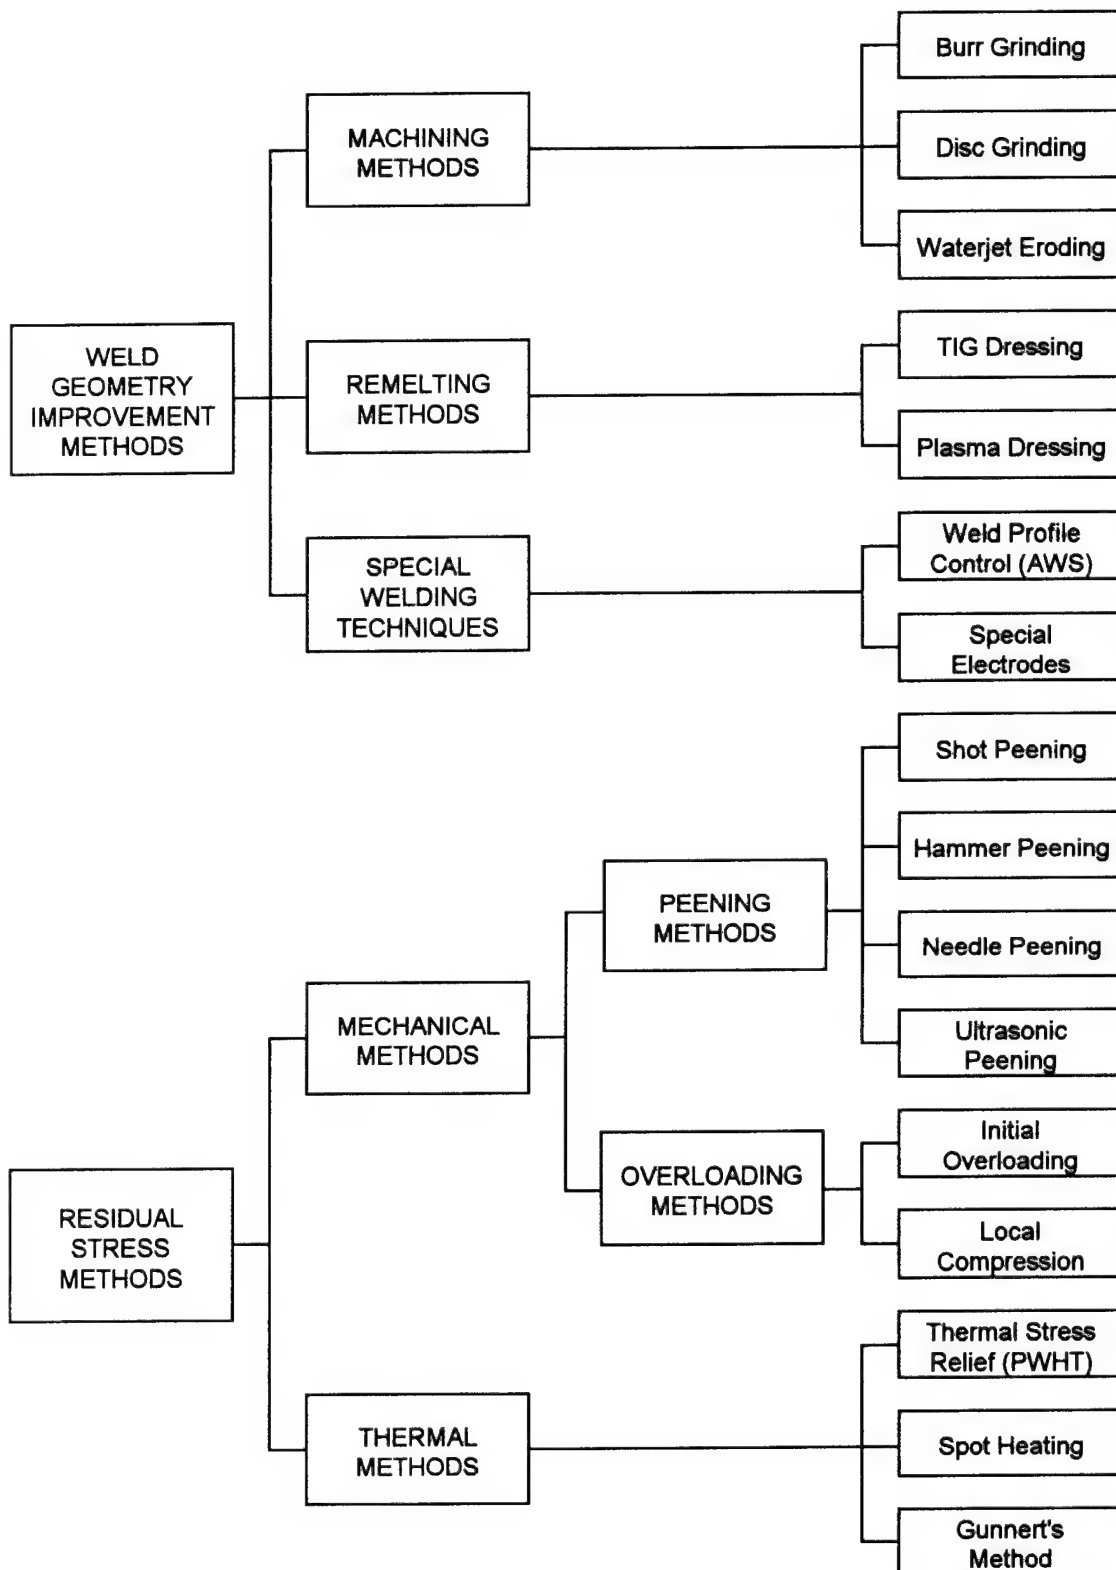 WELD
GEOMETRY
IMPROVEMENT
METHODS
MACHINING
METHODS
Burr Grinding
Disc Grinding
Waterjet Eroding
REMELTING
METHODS
TIG Dressing
Plasma Dressing
SPECIAL
WELDING
TECHNIQUES
Weld Profile
Control (AWS)
Special
Electrodes
RESIDUAL
STRESS
METHODS
MECHANICAL
METHODS
PEENING
METHODS
Shot Peening
Hammer Peening
Needle Peening
Ultrasonic
Peening
OVERLOADING
METHODS
Initial
Overloading
Local
Compression
THERMAL
METHODS
Thermal Stress
Relief (PWHT)
Spot Heating
Gunnert's
Method